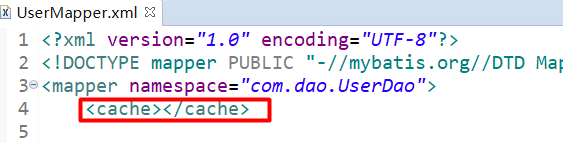 UserMapper.xml
1 <?xml version="1.0" encoding="UTF-8"?>
2 <!DOCTYPE mapper PUBLIC "-//mybatis.org//DTD Ma
3 <mapper namespace="com.dao.UserDao">
4 <cache></cache>
5